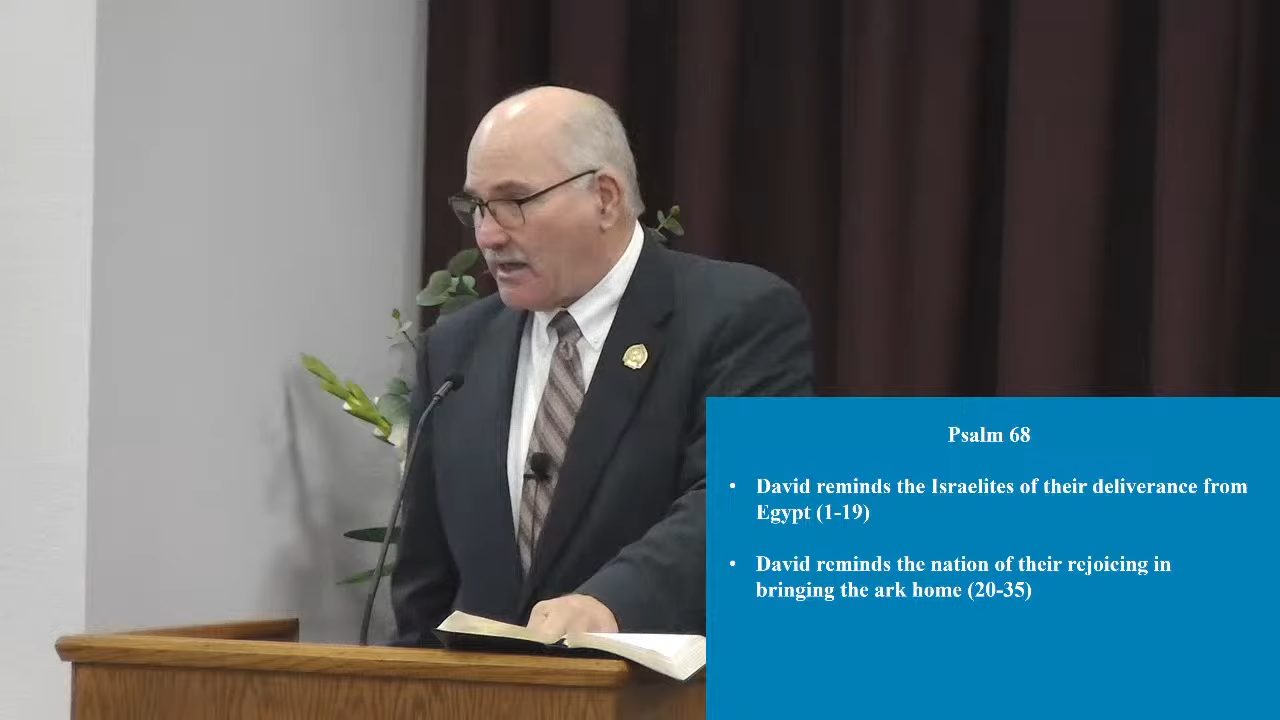 Psalm 68
• David reminds the Israelites of their deliverance from
Egypt (1-19)
• David reminds the nation of their rejoicing in
bringing the ark home (20-35)